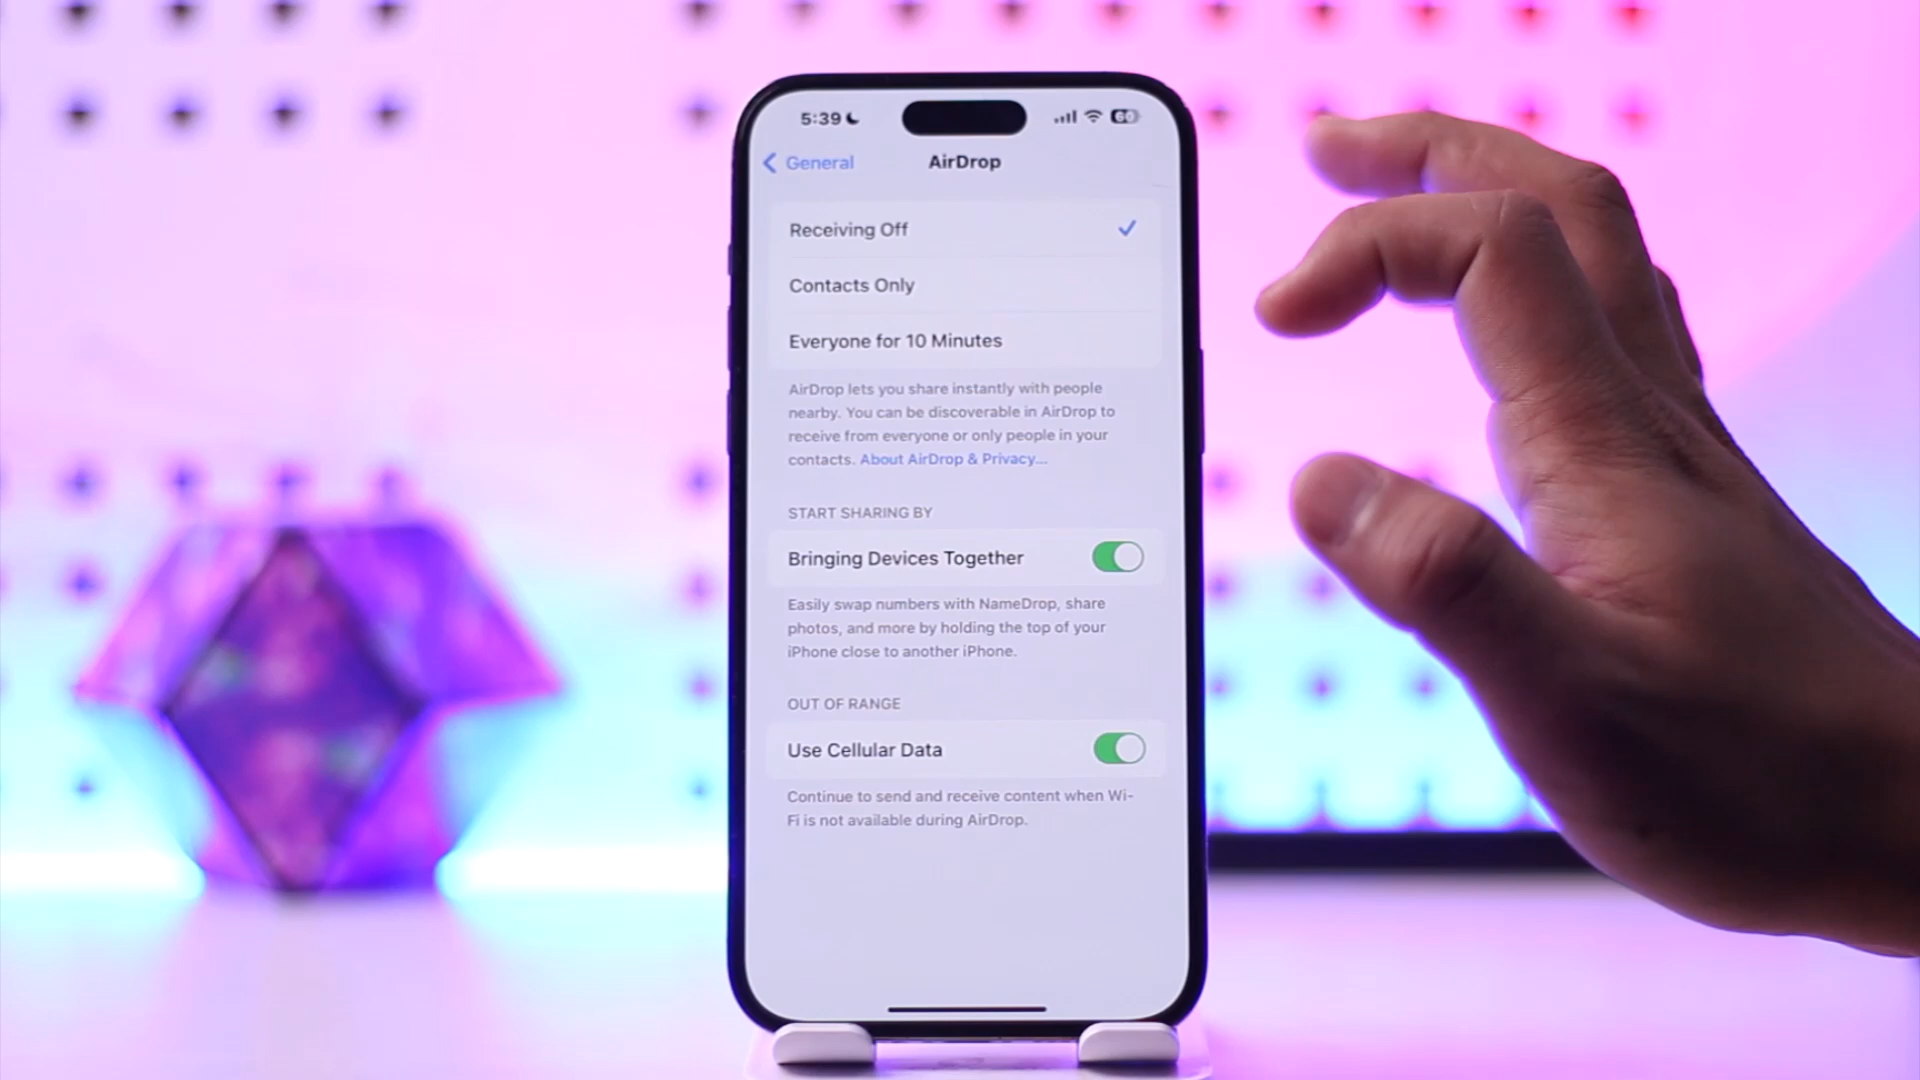 5:39
60
General
AirDrop
Receiving Off
Contacts Only
Everyone for 10 Minutes
AirDrop lets you share instantly with people
nearby. You can be discoverable in AirDrop to
receive from everyone or only people in your
contacts. About AirDrop & Privacy...
START SHARING BY
Bringing Devices Together
Easily swap numbers with NameDrop, share
photos, and more by holding the top of your
iPhone close to another iPhone.
OUT OF RANGE
Use Cellular Data
Continue to send and receive content when Wi-
Fi is not available during AirDrop.